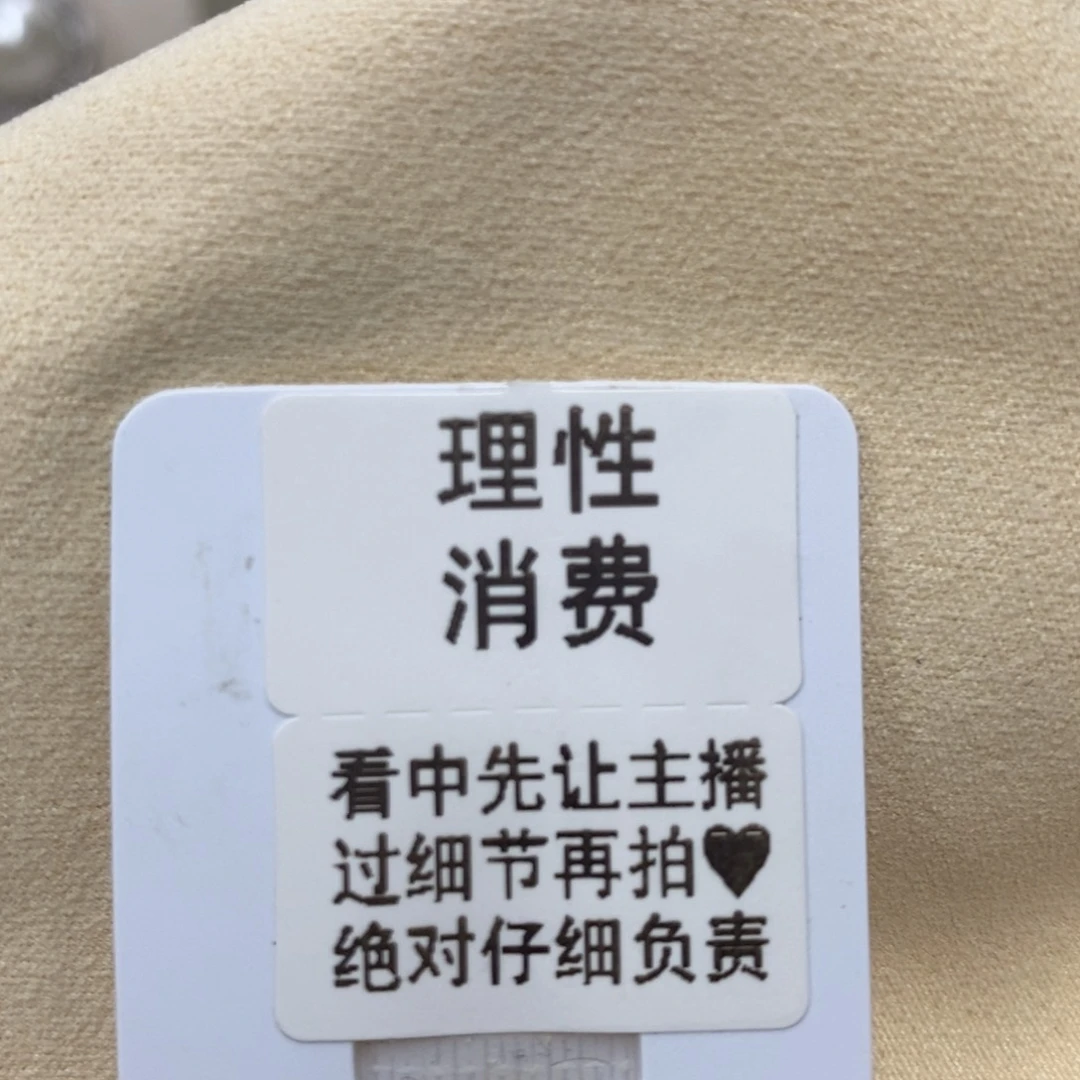 理性
消费
看中先让主播
过细节再拍♥
绝对仔细负责